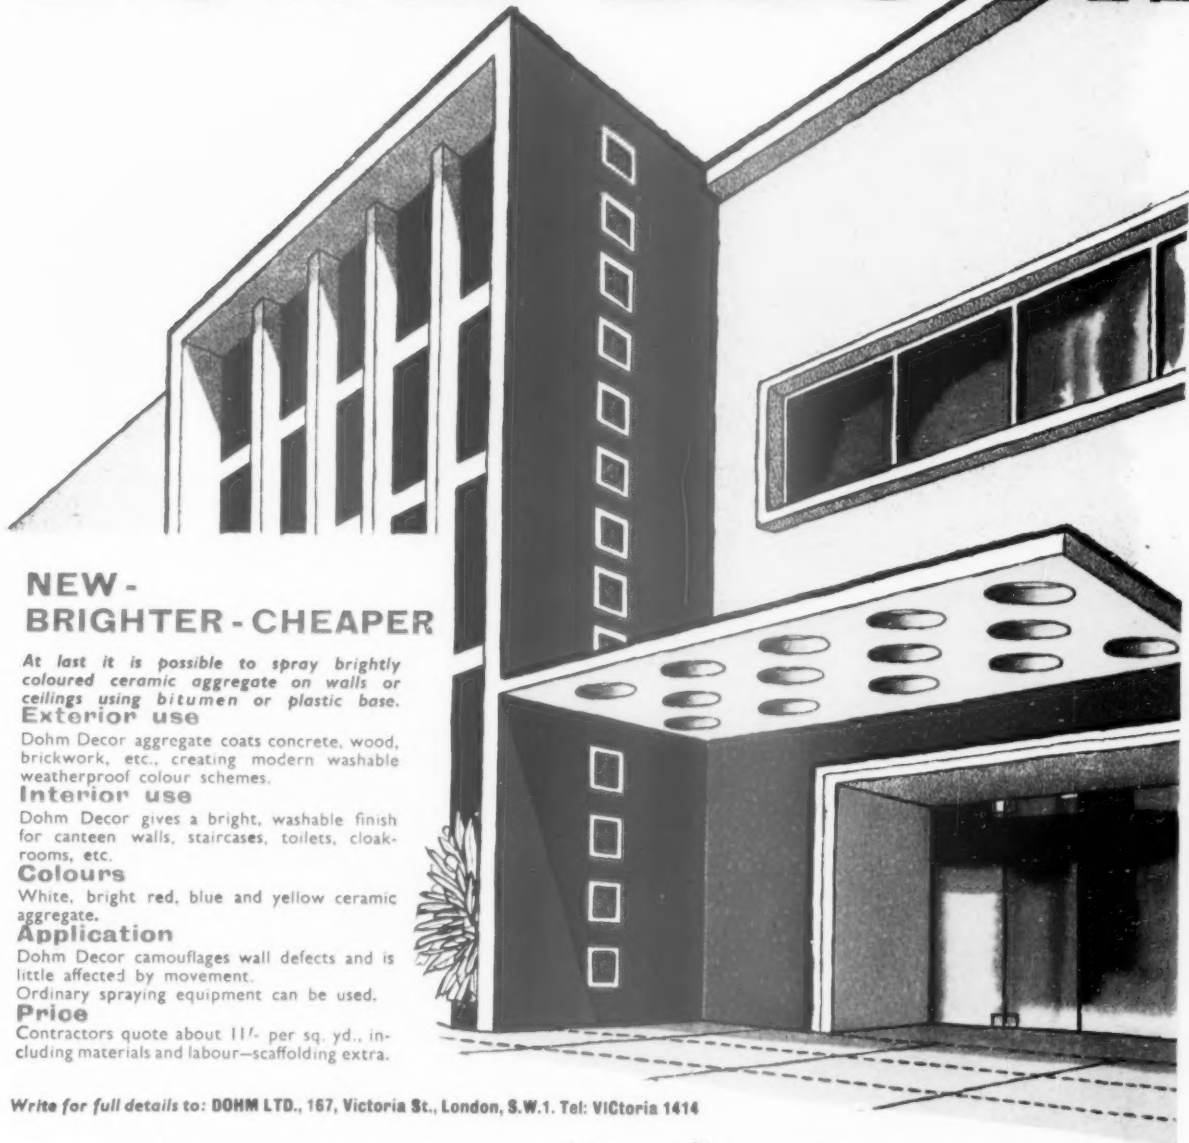 NEW -
BRIGHTER - CHEAPER
At last it is possible to spray brightly
coloured ceramic aggregate on walls or
ceilings using bitumen or plastic base.
Exterior use
Dohm Decor aggregate coats concrete, wood,
brickwork, etc., creating modern washable
weatherproof colour schemes.
Interior use
Dohm Decor gives a bright, washable finish
for canteen walls, staircases, toilets, cloak-
rooms, etc.
Colours
White, bright red, blue and yellow ceramic
aggregate.
Application
Dohm Decor camouflages wall defects and is
little affected by movement.
Ordinary spraying equipment can be used.
Price
Contractors quote about 11/- per sq. yd., in-
cluding materials and labour—scaffolding extra.
Write for full details to: DOHM LTD., 167, Victoria St., London, S.W.1. Tel: VICtoria 1414